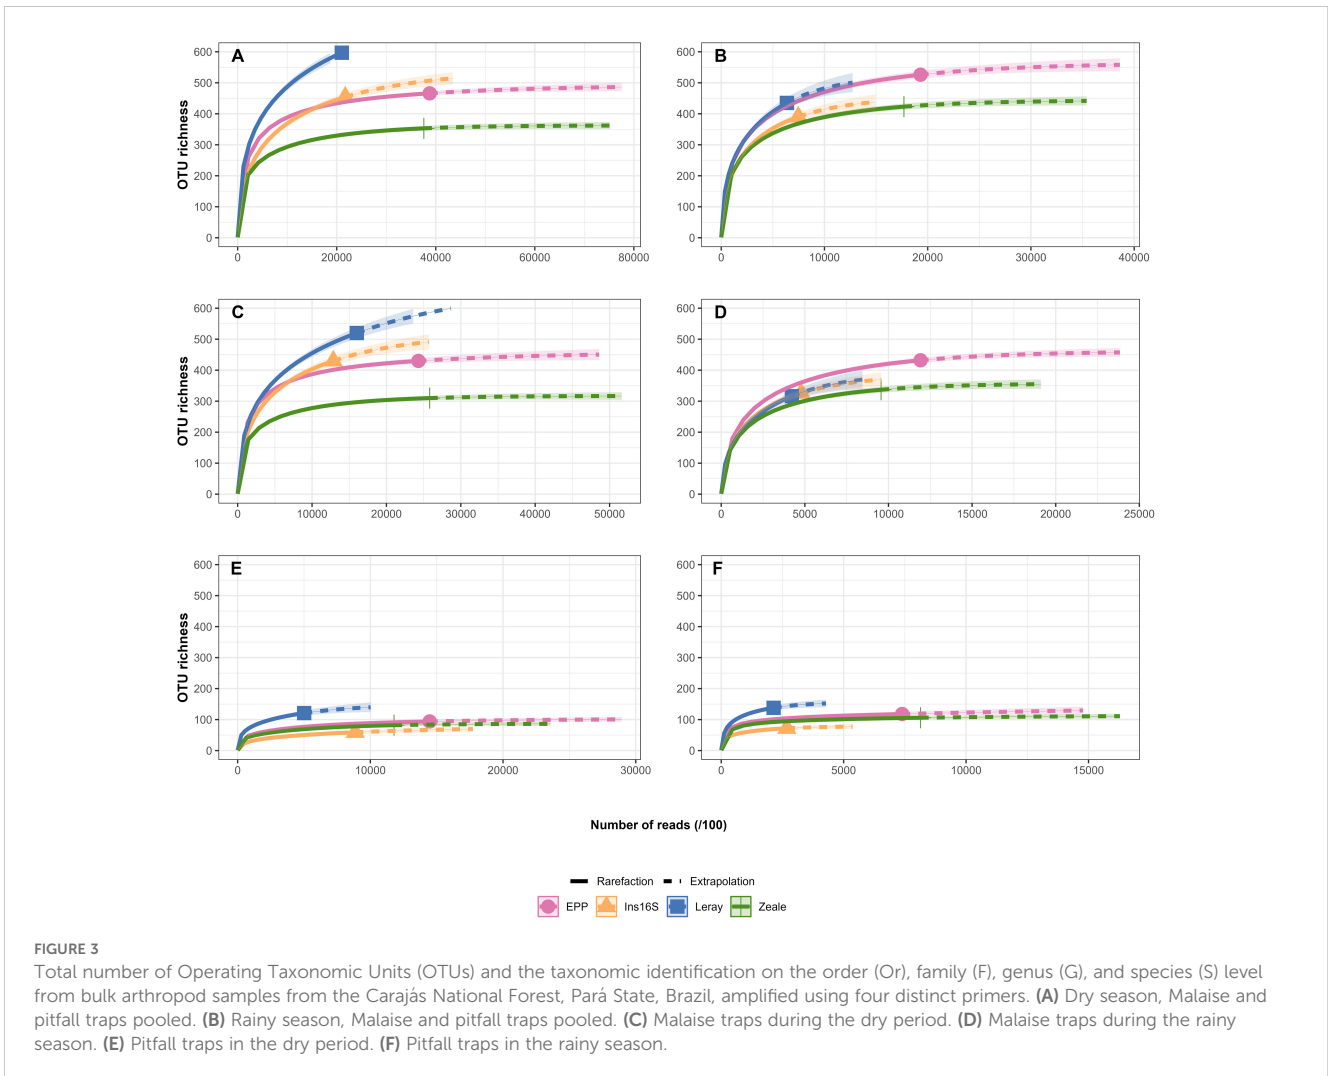 A
B
600
500
400
300
200
100
0
OTU richness
0 20000 40000 60000 80000
600
500
400
300
200
100
0
0 10000 20000 30000 40000
C
D
600
500
400
300
200
100
0
OTU richness
0 10000 20000 30000 40000 50000
600
500
400
300
200
100
0
0 5000 10000 15000 20000 25000
E
F
600
500
400
300
200
100
0
OTU richness
0 10000 20000 30000
600
500
400
300
200
100
0
0 5000 10000 15000
Number of reads (/100)
Rarefaction Extrapolation
EPP Ins16S Leray Zeale
FIGURE 3
Total number of Operating Taxonomic Units (OTUs) and the taxonomic identification on the order (Or), family (F), genus (G), and species (S) level
from bulk arthropod samples from the Carajás National Forest, Pará State, Brazil, amplified using four distinct primers. (A) Dry season, Malaise and
pitfall traps pooled. (B) Rainy season, Malaise and pitfall traps pooled. (C) Malaise traps during the dry period. (D) Malaise traps during the rainy
season. (E) Pitfall traps in the dry period. (F) Pitfall traps in the rainy season.